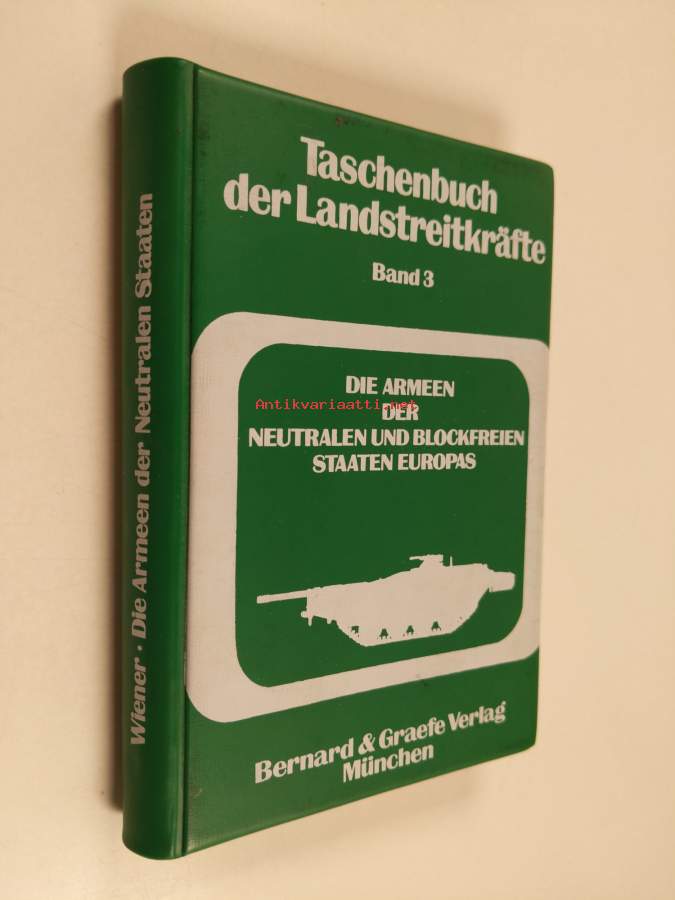 Wiener · Die Armeen der Neutralen Staaten
Taschenbuch
der Landstreitkräfte
Band 3
DIE ARMEEN
Antikvariaatti.net
DER
NEUTRALEN UND BLOCKFREIEN
STAATEN EUROPAS
Bernard & Graefe Verlag
München